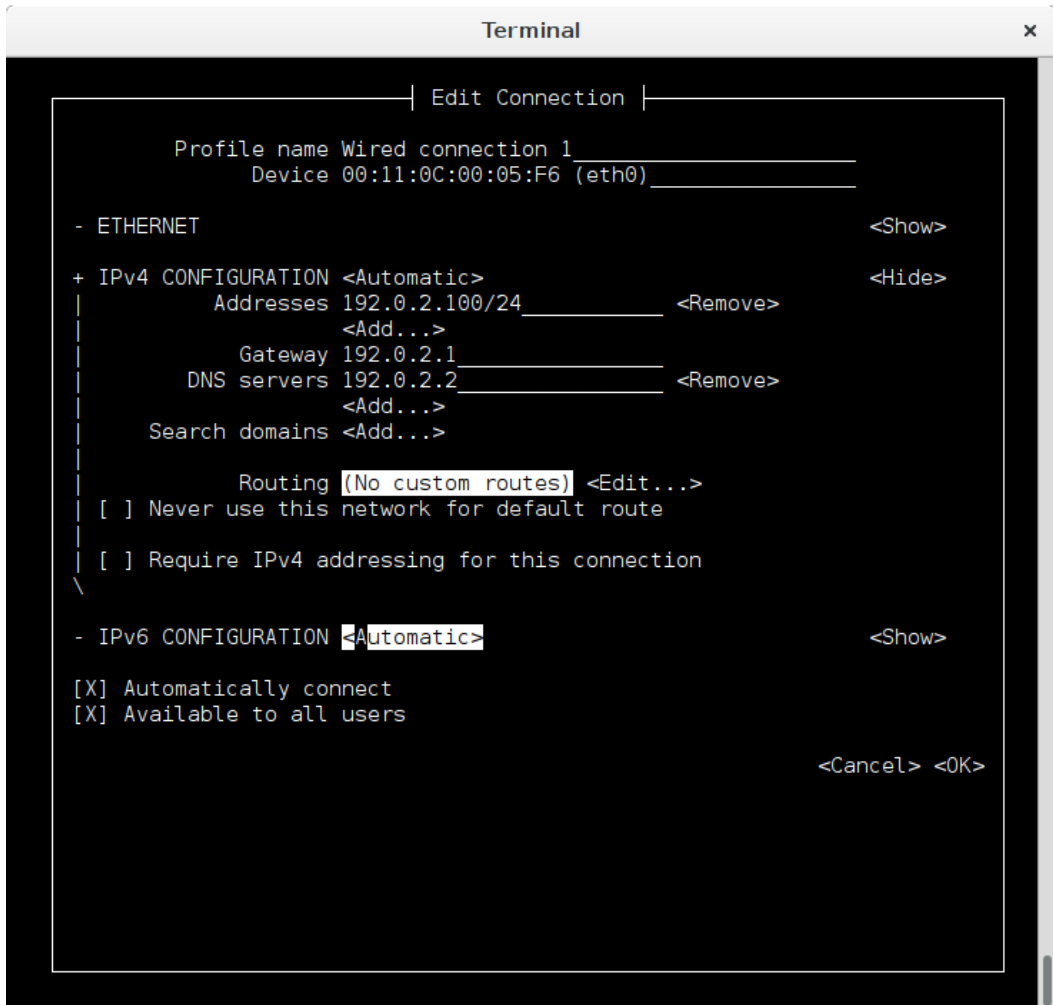 Terminal ×
Edit Connection
Profile name Wired connection 1
Device 00:11:0C:00:05:F6 (eth0)
- ETHERNET <Show>
+ IPv4 CONFIGURATION <Automatic> <Hide>
| Addresses 192.0.2.100/24 <Remove>
| <Add...>
| Gateway 192.0.2.1
| DNS servers 192.0.2.2 <Remove>
| <Add...>
| Search domains <Add...>
|
| Routing (No custom routes) <Edit...>
| [ ] Never use this network for default route
|
| [ ] Require IPv4 addressing for this connection
\
- IPv6 CONFIGURATION <Automatic> <Show>
[X] Automatically connect
[X] Available to all users
<Cancel> <OK>